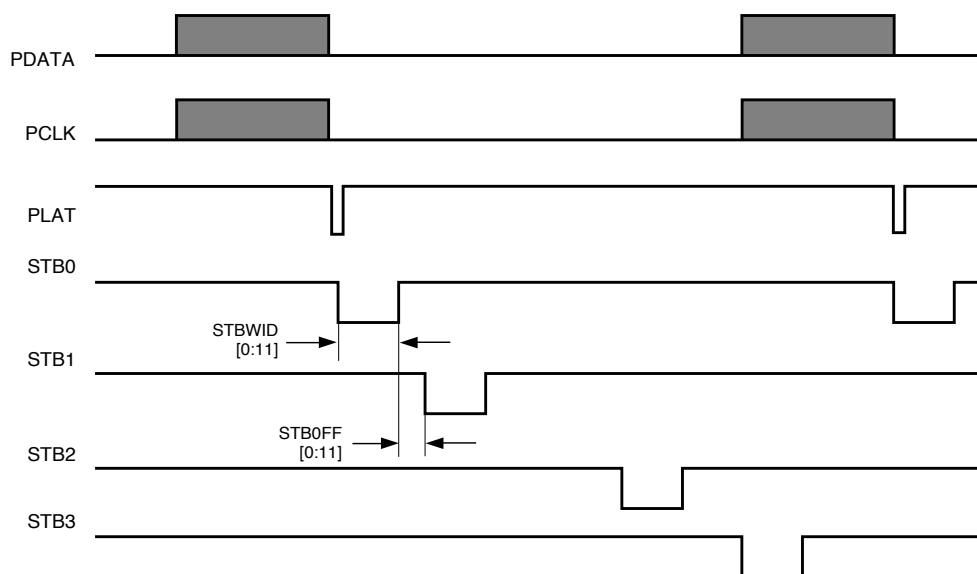 PDATA
PCLK
PLAT
STB0
STBWID
[0:11]
STB1
STB0FF
[0:11]
STB2
STB3